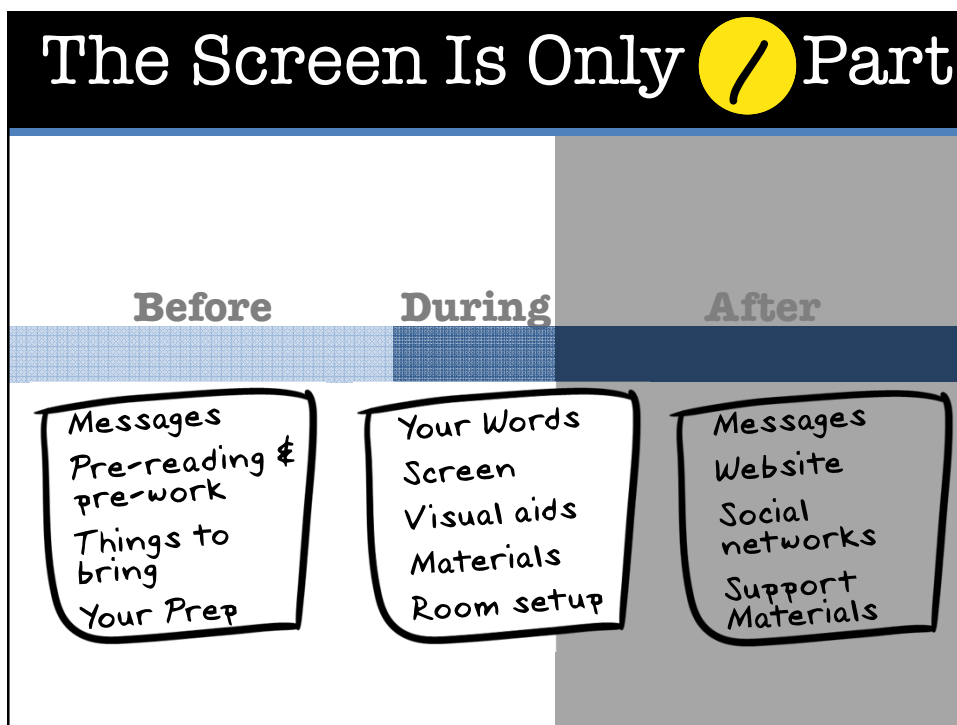 The Screen Is Only 1 Part
Before
During
After
Messages
Pre-reading &
pre-work
Things to
bring
Your Prep
Your Words
Screen
Visual aids
Materials
Room setup
Messages
Website
Social
networks
Support
Materials